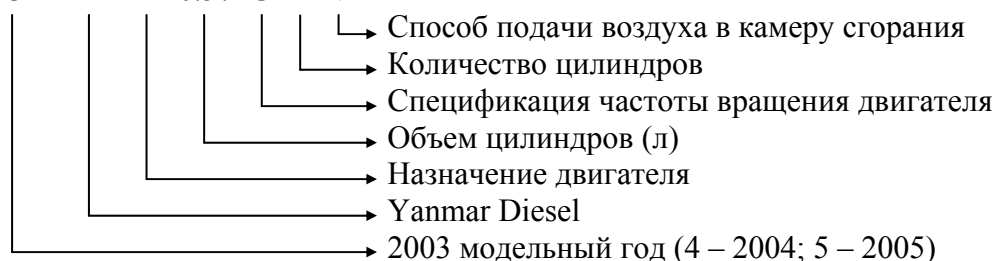 Способ подачи воздуха в камеру сгорания
Количество цилиндров
Спецификация частоты вращения двигателя
Объем цилиндров (л)
Назначение двигателя
Yanmar Diesel
2003 модельный год (4 – 2004; 5 – 2005)